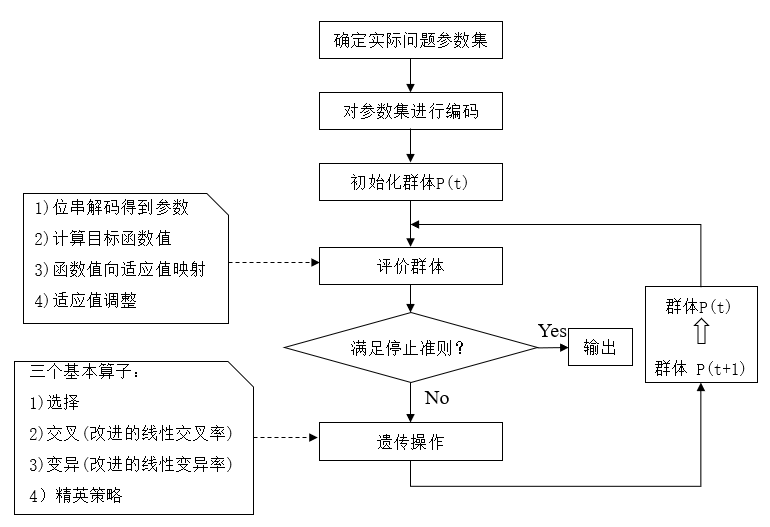 确定实际问题参数集
对参数集进行编码
初始化群体P(t)
1)位串解码得到参数
2)计算目标函数值
3)函数值向适应值映射
4)适应值调整
评价群体
群体P(t)
群体 P(t+1)
满足停止准则？
Yes
输出
No
三个基本算子：
1)选择
2)交叉(改进的线性交叉率)
3)变异(改进的线性变异率)
4）精英策略
遗传操作